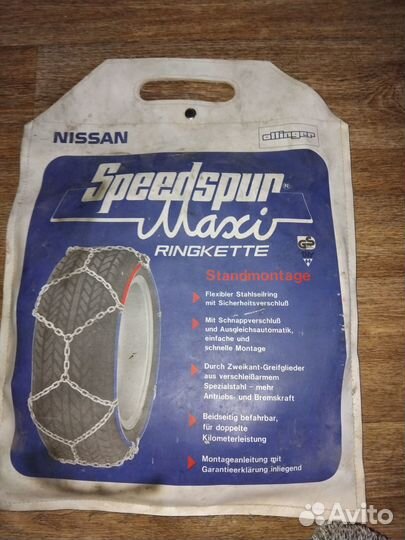 NISSAN
ollinger
Speedspur®
Maxi
RINGKETTE
Standmontage
Flexibler Stahlseilring
mit Sicherheitsverschluß
Mit Schnappverschluß
und Ausgleichsautomatik,
einfache und
schnelle Montage
Durch Zweikant-Greifglieder
aus verschleißarmem
Spezialstahl – mehr
Antriebs- und Bremskraft
Beidseitig befahrbar,
für doppelte
Kilometerleistung
Montageanleitung mit
Garantieerklärung inliegend
Avito